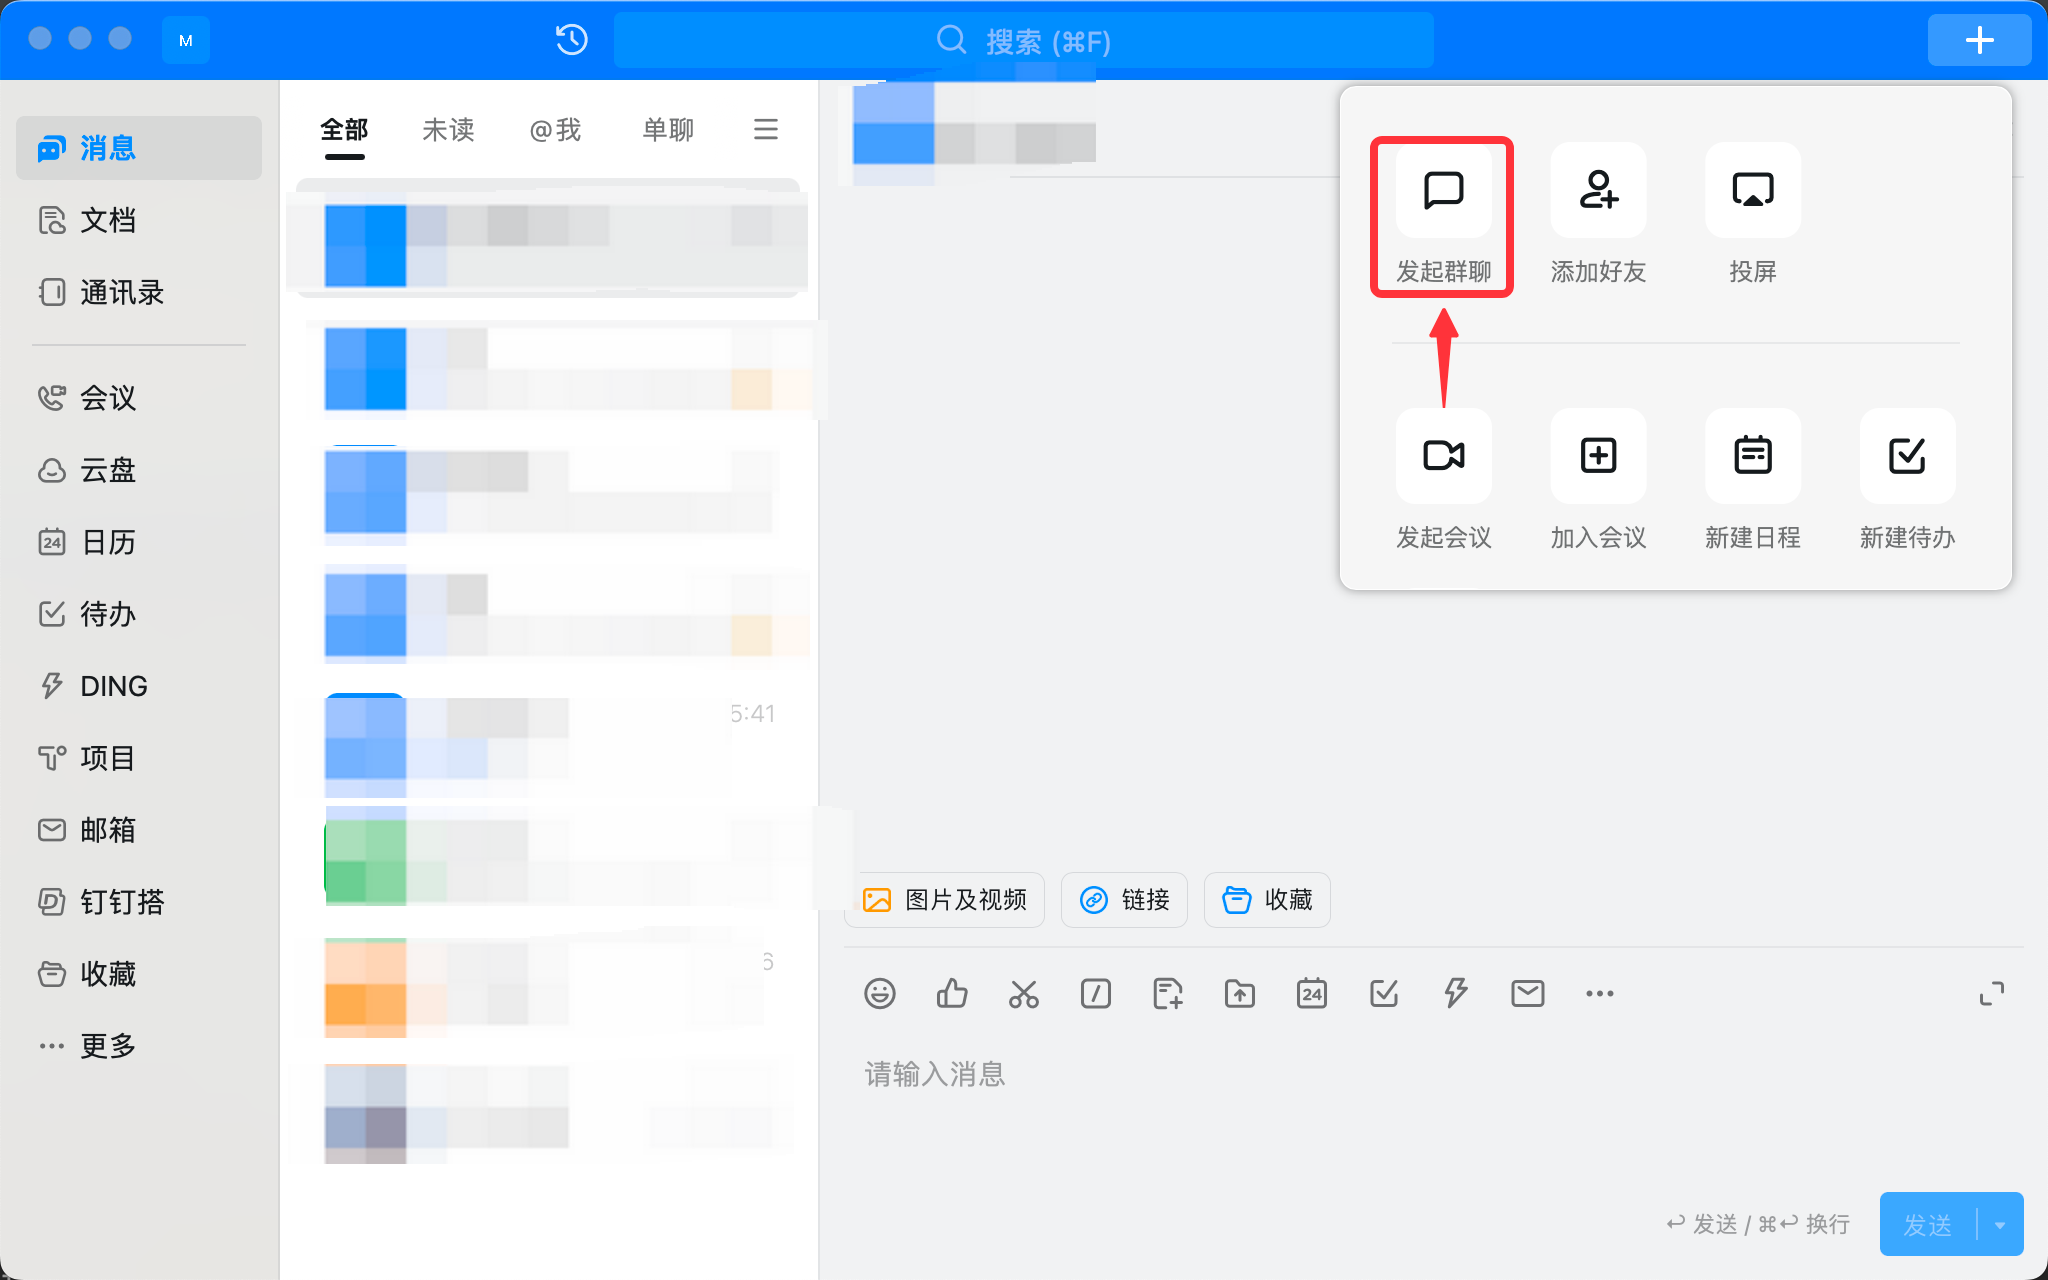 M
搜索 (⌘F)
消息
文档
通讯录
会议
云盘
24
日历
待办
DING
项目
邮箱
钉钉搭
收藏
更多
全部
未读
@我
单聊
5:41
6
发起群聊
添加好友
投屏
发起会议
加入会议
新建日程
新建待办
图片及视频
链接
收藏
24
请输入消息
↩ 发送 / ⌘↩ 换行
发送